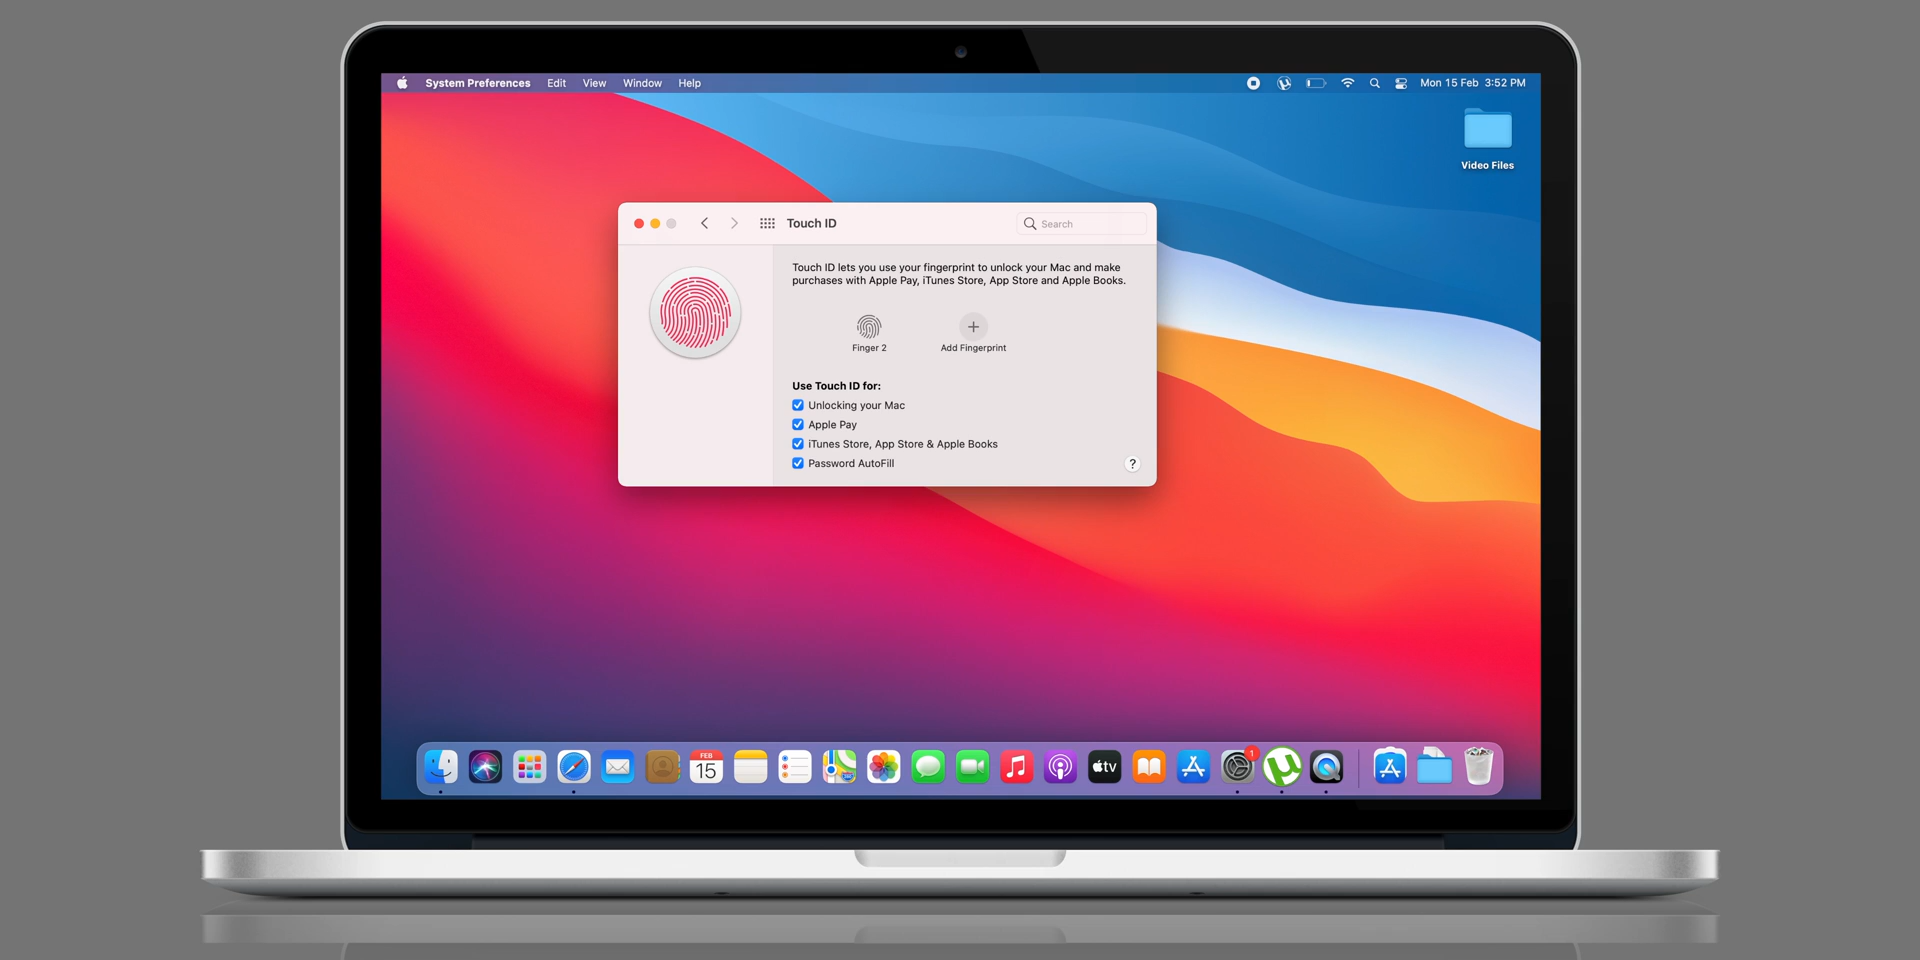 System Preferences Edit View Window Help Mon 15 Feb 3:52 PM
Video Files
Touch ID
Search
Touch ID lets you use your fingerprint to unlock your Mac and make
purchases with Apple Pay, iTunes Store, App Store and Apple Books.
Finger 2
Add Fingerprint
Use Touch ID for:
Unlocking your Mac
Apple Pay
iTunes Store, App Store & Apple Books
Password AutoFill
?
FEB
15
tv
1